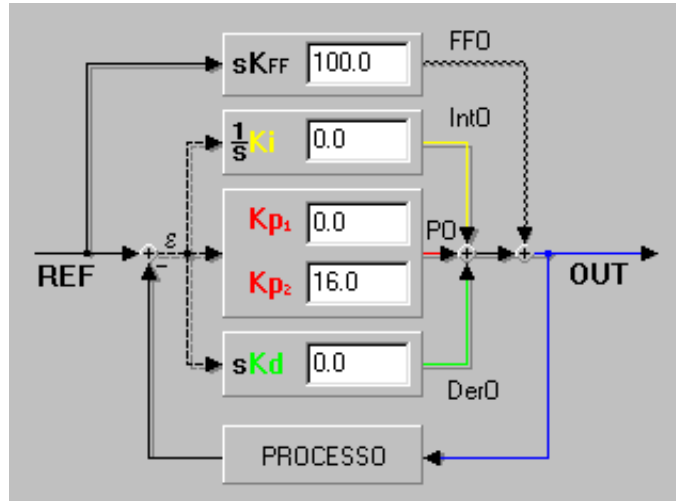 sKFF 100.0
FFO
1/s Ki 0.0
IntO
Kp1 0.0
PO
ε
+
-
+
+
REF
OUT
Kp2 16.0
sKd 0.0
DerO
PROCESSO